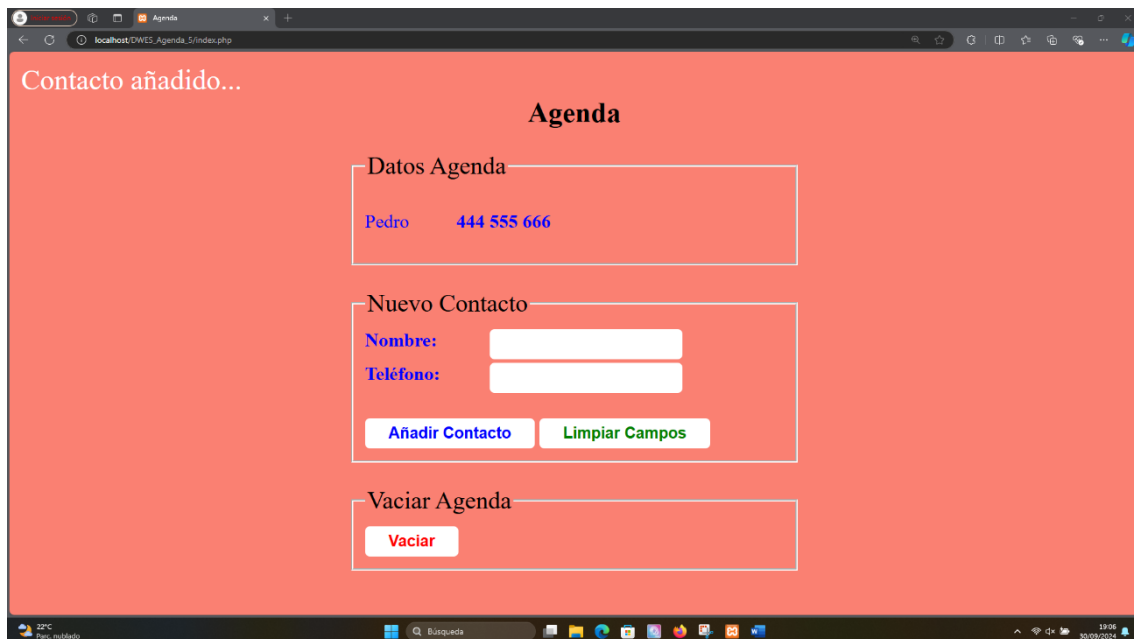 Agenda
localhost/DWES_Agenda_5/index.php
Contacto añadido...
Agenda
Datos Agenda
Pedro 444 555 666
Nuevo Contacto
Nombre:
Teléfono:
Añadir Contacto Limpiar Campos
Vaciar Agenda
Vaciar
22°C
Parc. nublado
Búsqueda
19:06
30/09/2024